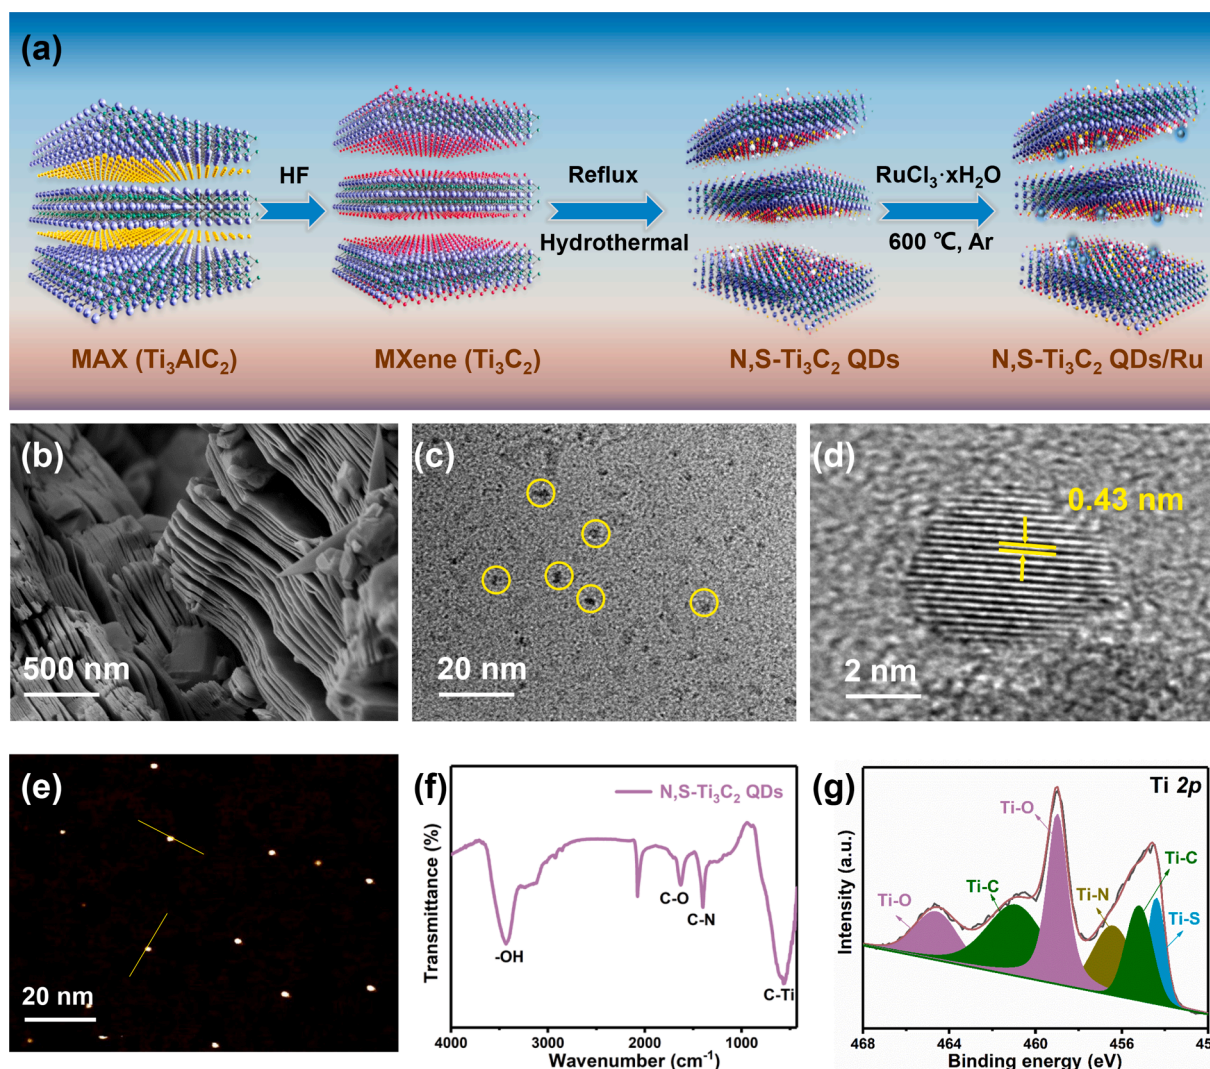 (a)
HF
Reflux
Hydrothermal
RuCl₃·xH₂O
600 ℃, Ar
MAX (Ti₃AlC₂)
MXene (Ti₃C₂)
N,S-Ti₃C₂ QDs
N,S-Ti₃C₂ QDs/Ru
(b)
500 nm
(c)
20 nm
(d)
0.43 nm
2 nm
(e)
20 nm
(f)
N,S-Ti₃C₂ QDs
Transmittance (%)
-OH
C-O
C-N
C-Ti
4000
3000
2000
1000
Wavenumber (cm⁻¹)
(g)
Ti 2p
Intensity (a.u.)
Ti-O
Ti-C
Ti-O
Ti-N
Ti-C
Ti-S
468
464
460
456
45
Binding energy (eV)